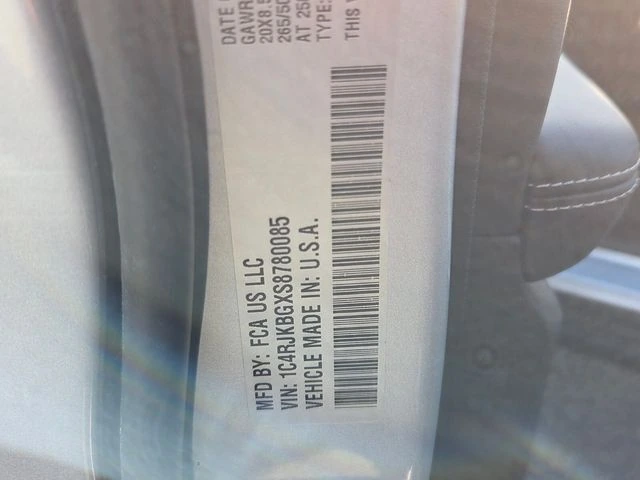 MFD BY: FCA US LLC
VIN: 1C4RJKBGXS8780085
VEHICLE MADE IN: U.S.A.
DATE
GAWR
20X8.5
265/50
AT 250
TYPE:
THIS V